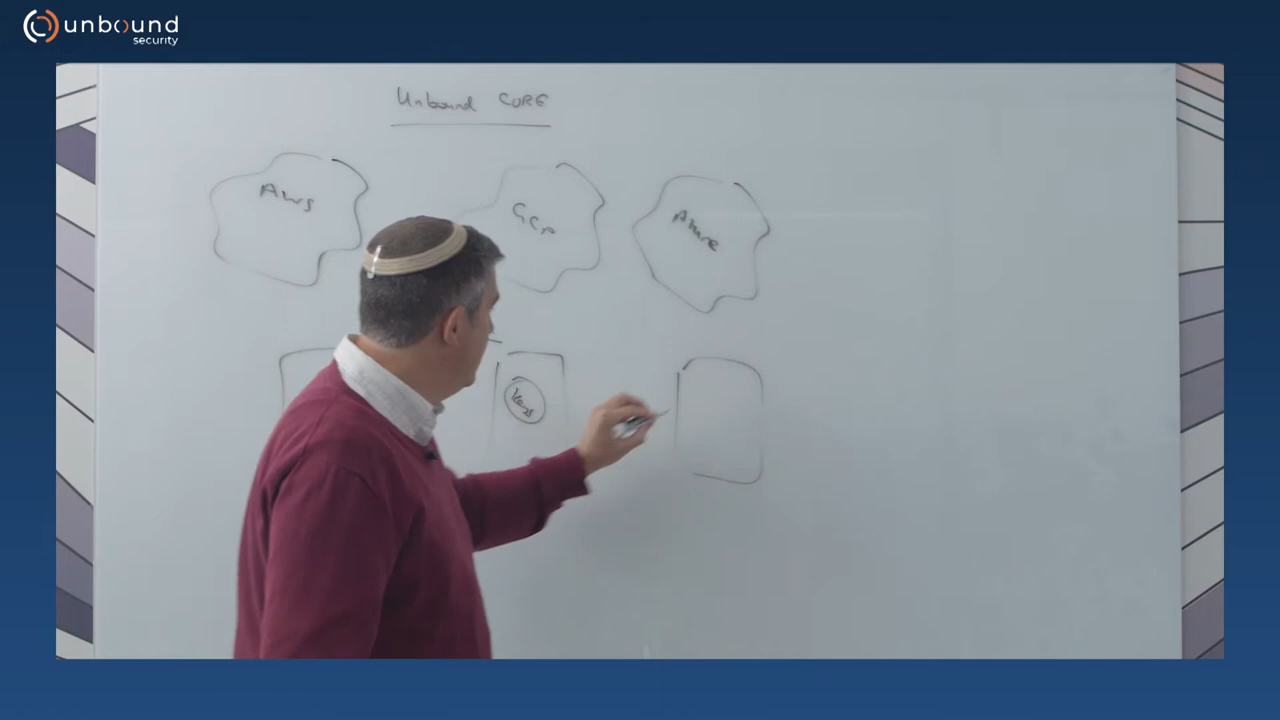 unbound
security
Unbound CORE
AWS
GCP
Azure
Keys